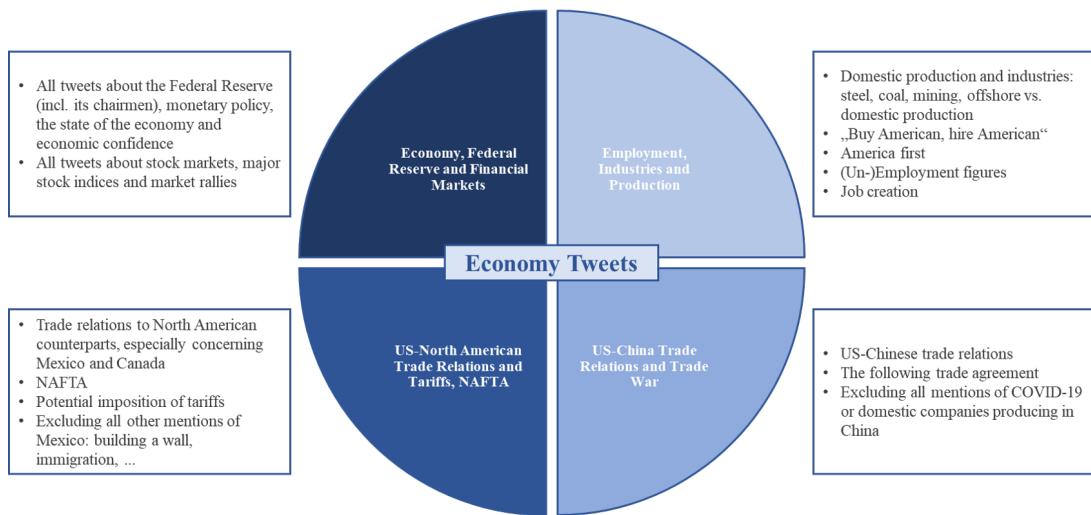 • All tweets about the Federal Reserve
(incl. its chairmen), monetary policy,
the state of the economy and
economic confidence
• All tweets about stock markets, major
stock indices and market rallies
Economy, Federal
Reserve and Financial
Markets
Employment,
Industries and
Production
• Domestic production and industries:
steel, coal, mining, offshore vs.
domestic production
• „Buy American, hire American“
• America first
• (Un-)Employment figures
• Job creation
Economy Tweets
• Trade relations to North American
counterparts, especially concerning
Mexico and Canada
• NAFTA
• Potential imposition of tariffs
• Excluding all other mentions of
Mexico: building a wall,
immigration, ...
US-North American
Trade Relations and
Tariffs, NAFTA
US-China Trade
Relations and Trade
War
• US-Chinese trade relations
• The following trade agreement
• Excluding all mentions of COVID-19
or domestic companies producing in
China